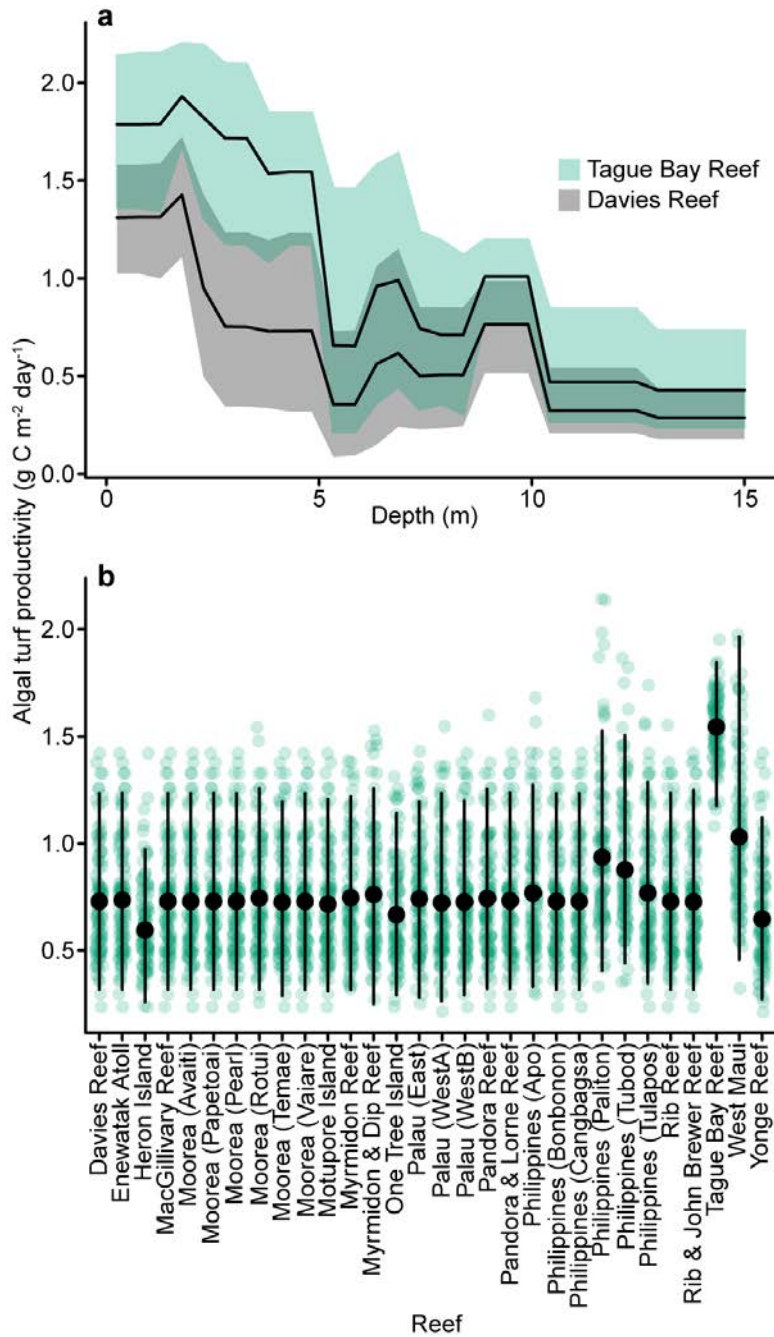 a
2.0
1.5
1.0
0.5
0.0
Tague Bay Reef
Davies Reef
0
5
10
15
Depth (m)
Algal turf productivity (g C m⁻² day⁻¹)
b
2.0
1.5
1.0
0.5
Davies Reef
Enewatak Atoll
Heron Island
MacGillivary Reef
Moorea (Avaiti)
Moorea (Papetoai)
Moorea (Pearl)
Moorea (Rotui)
Moorea (Temae)
Moorea (Vaiare)
Motupore Island
Myrmidon Reef
Myrmidon & Dip Reef
One Tree Island
Palau (East)
Palau (WestA)
Palau (WestB)
Pandora Reef
Pandora & Lorne Reef
Philippines (Apo)
Philippines (Bonbonon)
Philippines (Cangbagsa)
Philippines (Paliton)
Philippines (Tubod)
Philippines (Tulapos)
Rib Reef
Rib & John Brewer Reef
Tague Bay Reef
West Maui
Yonge Reef
Reef